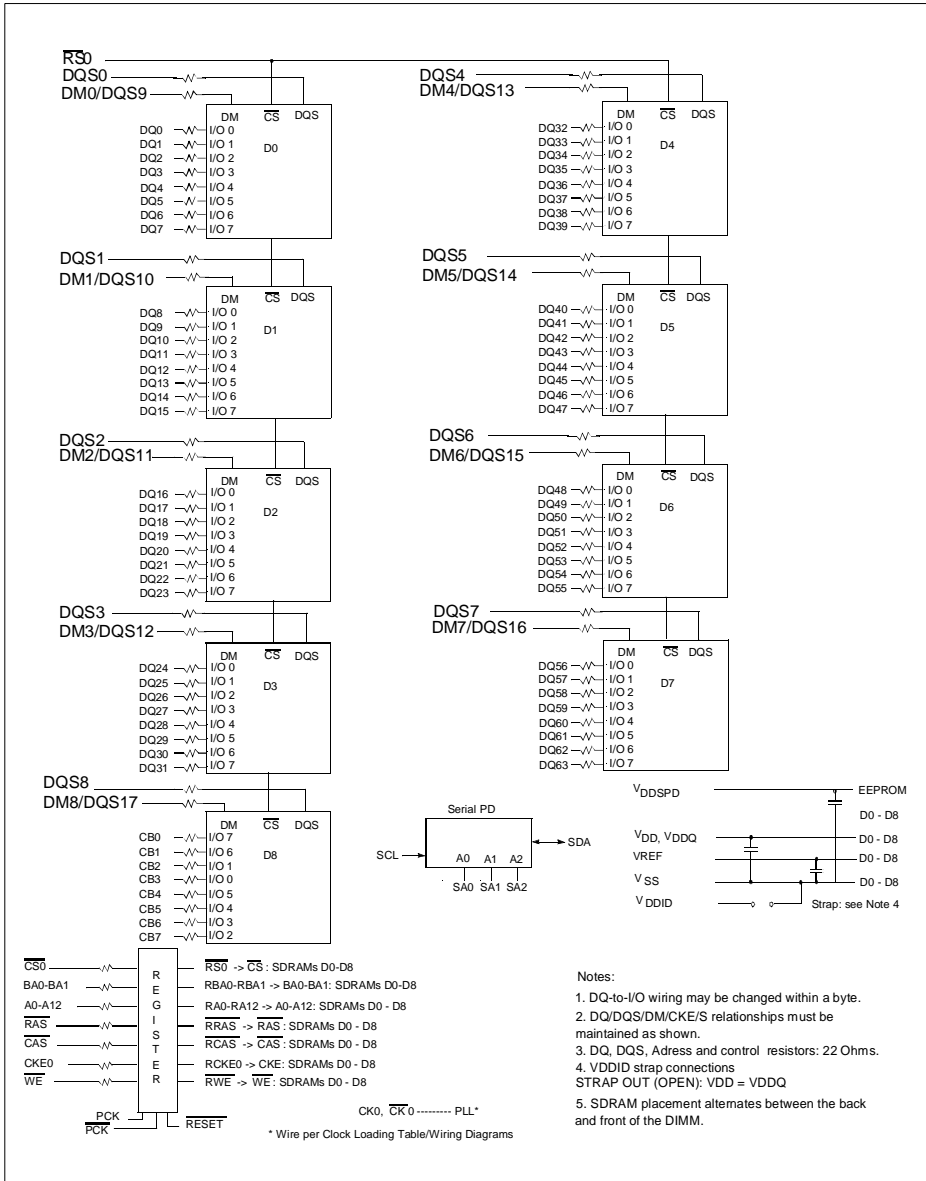 RS0
DQS0
DM0/DQS9
DM CS DQS
D0
DQ0 I/O 0
DQ1 I/O 1
DQ2 I/O 2
DQ3 I/O 3
DQ4 I/O 4
DQ5 I/O 5
DQ6 I/O 6
DQ7 I/O 7
DQS1
DM1/DQS10
DM CS DQS
D1
DQ8 I/O 0
DQ9 I/O 1
DQ10 I/O 2
DQ11 I/O 3
DQ12 I/O 4
DQ13 I/O 5
DQ14 I/O 6
DQ15 I/O 7
DQS2
DM2/DQS11
DM CS DQS
D2
DQ16 I/O 0
DQ17 I/O 1
DQ18 I/O 2
DQ19 I/O 3
DQ20 I/O 4
DQ21 I/O 5
DQ22 I/O 6
DQ23 I/O 7
DQS3
DM3/DQS12
DM CS DQS
D3
DQ24 I/O 0
DQ25 I/O 1
DQ26 I/O 2
DQ27 I/O 3
DQ28 I/O 4
DQ29 I/O 5
DQ30 I/O 6
DQ31 I/O 7
DQS8
DM8/DQS17
DM CS DQS
D8
CB0 I/O 7
CB1 I/O 6
CB2 I/O 1
CB3 I/O 0
CB4 I/O 5
CB5 I/O 4
CB6 I/O 3
CB7 I/O 2
DQS4
DM4/DQS13
DM CS DQS
D4
DQ32 I/O 0
DQ33 I/O 1
DQ34 I/O 2
DQ35 I/O 3
DQ36 I/O 4
DQ37 I/O 5
DQ38 I/O 6
DQ39 I/O 7
DQS5
DM5/DQS14
DM CS DQS
D5
DQ40 I/O 0
DQ41 I/O 1
DQ42 I/O 2
DQ43 I/O 3
DQ44 I/O 4
DQ45 I/O 5
DQ46 I/O 6
DQ47 I/O 7
DQS6
DM6/DQS15
DM CS DQS
D6
DQ48 I/O 0
DQ49 I/O 1
DQ50 I/O 2
DQ51 I/O 3
DQ52 I/O 4
DQ53 I/O 5
DQ54 I/O 6
DQ55 I/O 7
DQS7
DM7/DQS16
DM CS DQS
D7
DQ56 I/O 0
DQ57 I/O 1
DQ58 I/O 2
DQ59 I/O 3
DQ60 I/O 4
DQ61 I/O 5
DQ62 I/O 6
DQ63 I/O 7
Serial PD
SCL
A0 A1 A2
SDA
SA0 SA1 SA2
VDDSPD EEPROM
D0 - D8
VDD, VDDQ D0 - D8
VREF D0 - D8
VSS D0 - D8
VDDID Strap: see Note 4
REGISTER
CS0 RS0 -> CS : SDRAMs D0-D8
BA0-BA1 RBA0-RBA1 -> BA0-BA1: SDRAMs D0-D8
A0-A12 RA0-RA12 -> A0-A12: SDRAMs D0 - D8
RAS RRAS -> RAS: SDRAMs D0 - D8
CAS RCAS -> CAS: SDRAMs D0 - D8
CKE0 RCKE0 -> CKE: SDRAMs D0 - D8
WE RWE -> WE: SDRAMs D0 - D8
PCK
PCK
RESET
CK0, CK 0 --------- PLL*
* Wire per Clock Loading Table/Wiring Diagrams
Notes:
1. DQ-to-I/O wiring may be changed within a byte.
2. DQ/DQS/DM/CKE/S relationships must be
maintained as shown.
3. DQ, DQS, Adress and control resistors: 22 Ohms.
4. VDDID strap connections
STRAP OUT (OPEN): VDD = VDDQ
5. SDRAM placement alternates between the back
and front of the DIMM.